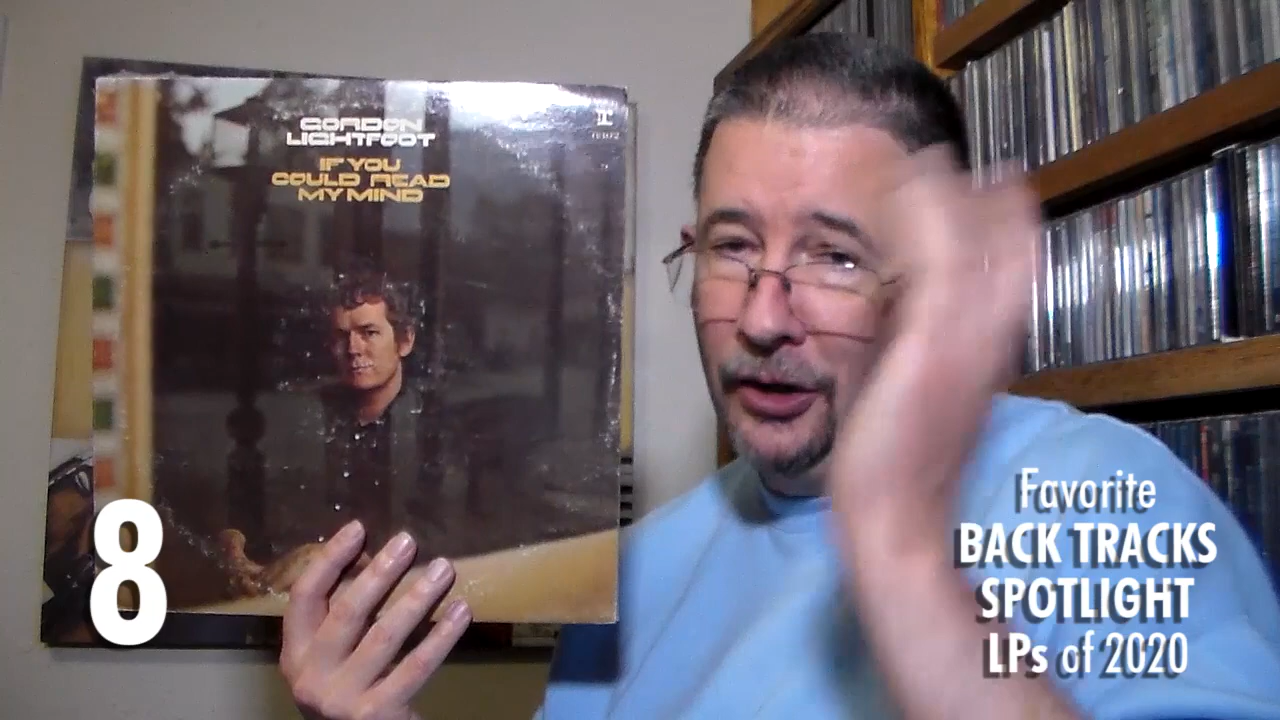 GORDON
LIGHTFOOT
IF YOU
COULD READ
MY MIND
8
Favorite
BACK TRACKS
SPOTLIGHT
LPs of 2020